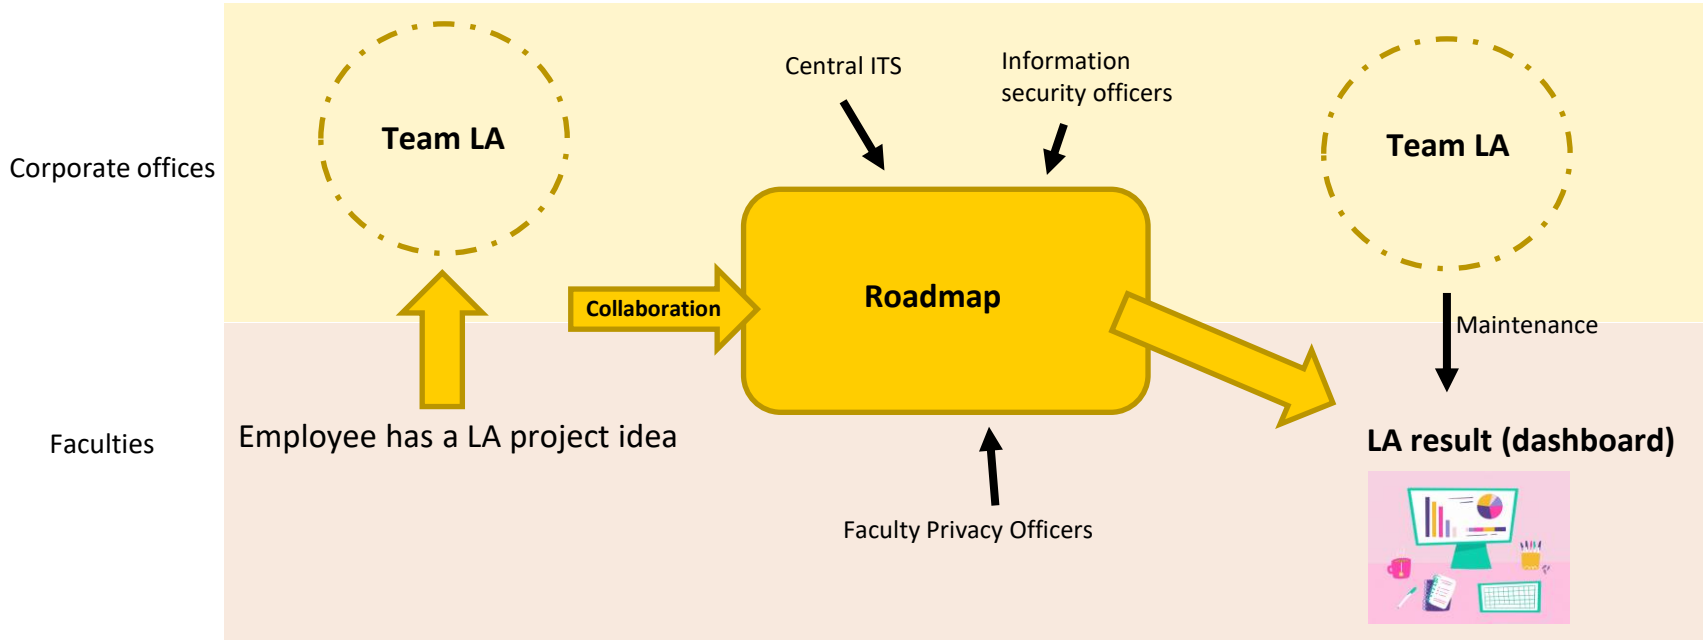 Corporate offices
Team LA
Central ITS
Information
security officers
Team LA
Collaboration
Roadmap
Maintenance
Faculties
Employee has a LA project idea
LA result (dashboard)
Faculty Privacy Officers